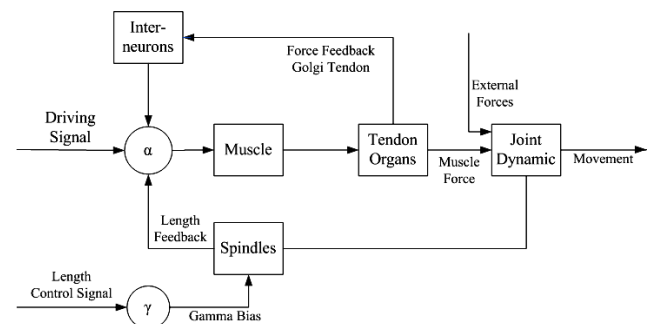 Inter-
neurons
Force Feedback
Golgi Tendon
External
Forces
Driving
Signal
α
Muscle
Tendon
Organs
Muscle
Force
Joint
Dynamic
Movement
Length
Feedback
Spindles
Length
Control Signal
γ
Gamma Bias